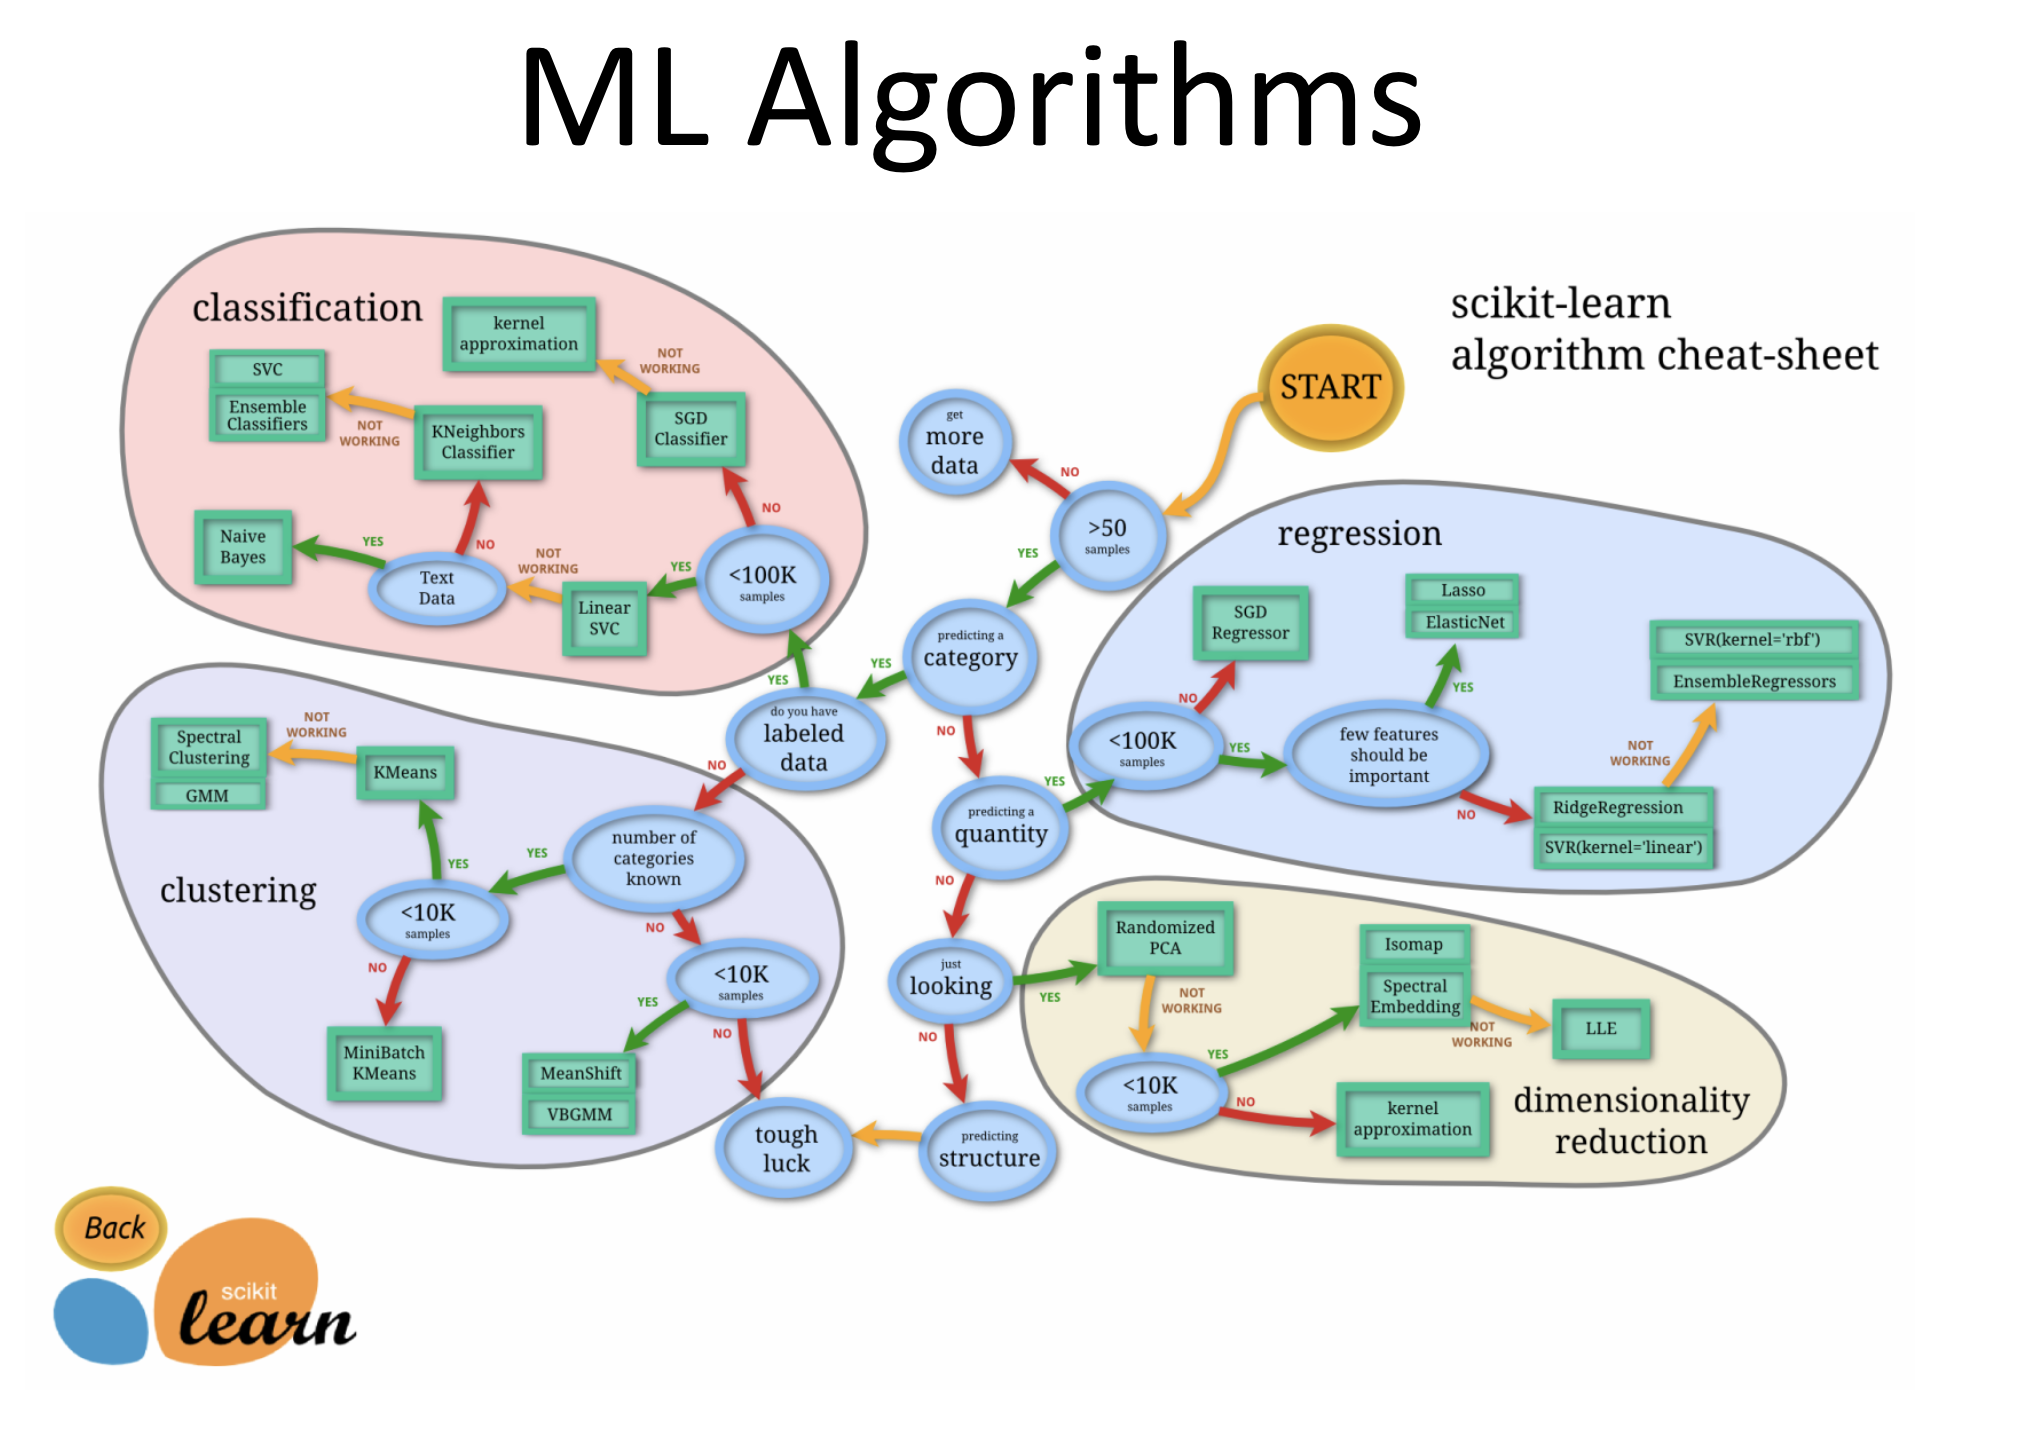 ML Algorithms
scikit-learn
algorithm cheat-sheet
START
>50
samples
NO
get
more
data
YES
predicting a
category
YES
do you have
labeled
data
NO
predicting a
quantity
YES
NO
just
looking
YES
NO
predicting
structure
tough
luck
classification
YES
<100K
samples
NO
SGD
Classifier
NOT
WORKING
kernel
approximation
YES
Linear
SVC
NOT
WORKING
Text
Data
YES
Naive
Bayes
NO
KNeighbors
Classifier
NOT
WORKING
SVC
Ensemble
Classifiers
clustering
NO
number of
categories
known
YES
<10K
samples
YES
KMeans
NOT
WORKING
Spectral
Clustering
GMM
NO
MiniBatch
KMeans
NO
<10K
samples
YES
MeanShift
VBGMM
NO
regression
<100K
samples
NO
SGD
Regressor
YES
few features
should be
important
YES
Lasso
ElasticNet
NO
RidgeRegression
SVR(kernel='linear')
NOT
WORKING
SVR(kernel='rbf')
EnsembleRegressors
dimensionality
reduction
Randomized
PCA
NOT
WORKING
<10K
samples
YES
Isomap
Spectral
Embedding
NOT
WORKING
LLE
NO
kernel
approximation
Back
scikit
learn